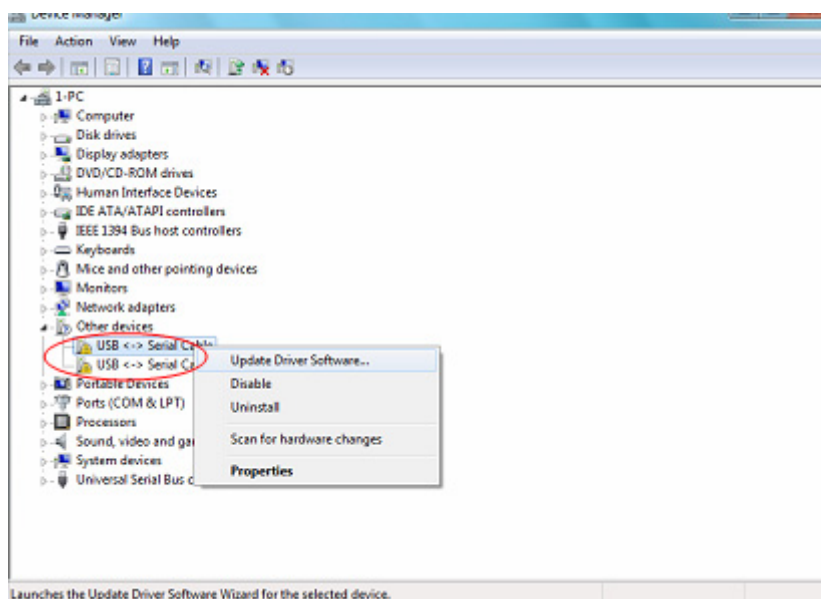 Device Manager
File Action View Help
1-PC
Computer
Disk drives
Display adapters
DVD/CD-ROM drives
Human Interface Devices
IDE ATA/ATAPI controllers
IEEE 1394 Bus host controllers
Keyboards
Mice and other pointing devices
Monitors
Network adapters
Other devices
USB <-> Serial Cable
USB <-> Serial Ca
Portable Devices
Ports (COM & LPT)
Processors
Sound, video and ga
System devices
Universal Serial Bus c
Update Driver Software...
Disable
Uninstall
Scan for hardware changes
Properties
Launches the Update Driver Software Wizard for the selected device.